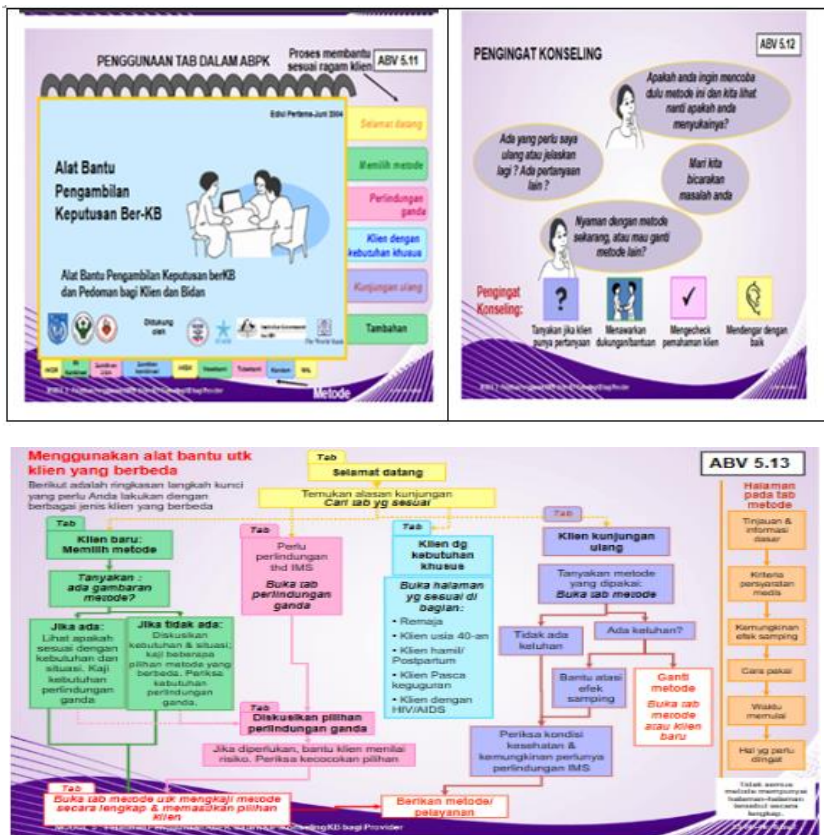 PENGGUNAAN TAB DALAM ABPK
Proses membantu
sesuai ragam klien
ABV 5.11
Edisi Pertama-Juni 2004
Selamat datang
Memilih metode
Perlindungan
ganda
Klien dengan
kebutuhan khusus
Kunjungan ulang
Tambahan
Alat Bantu
Pengambilan
Keputusan Ber-KB
Alat Bantu Pengambilan Keputusan berKB
dan Pedoman bagi Klien dan Bidan
Didukung
oleh
Metode
ABV 5.12
PENGINGAT KONSELING
Apakah anda ingin mencoba
dulu metode ini dan kita lihat
nanti apakah anda
menyukainya?
Ada yang perlu saya
ulang atau jelaskan
lagi ? Ada pertanyaan
lain ?
Mari kita
bicarakan
masalah anda
Nyaman dengan metode
sekarang, atau mau ganti
metode lain?
Pengingat
Konseling:
?
Tanyakan jika klien
punya pertanyaan
Menawarkan
dukungan/bantuan
Mengecheck
pemahaman klien
Mendengar dengan
baik
Menggunakan alat bantu utk
klien yang berbeda
Berikut adalah ringkasan langkah kunci
yang perlu Anda lakukan dengan
berbagai jenis klien yang berbeda
ABV 5.13
Tab
Selamat datang
Temukan alasan kunjungan
Cari tab yg sesuai
Tab
Klien baru:
Memilih metode
Tanyakan :
ada gambaran
metode?
Jika ada:
Lihat apakah
sesuai dengan
kebutuhan dan
situasi. Kaji
kebutuhan
perlindungan
ganda
Jika tidak ada:
Diskusikan
kebutuhan & situasi;
kaji beberapa
pilihan metode yang
berbeda. Periksa
kebutuhan
perlindungan
ganda.
Tab
Perlu
perlindungan
thd IMS
Buka tab
perlindungan
ganda
Tab
Diskusikan pilihan
perlindungan ganda
Jika diperlukan, bantu klien menilai
risiko. Periksa kecocokan pilihan
Tab
Klien dg
kebutuhan
khusus
Buka halaman
yg sesuai di
bagian:
• Remaja
• Klien usia 40-an
• Klien hamil/
Postpartum
• Klien Pasca
keguguran
• Klien dengan
HIV/AIDS
Tab
Klien kunjungan
ulang
Tanyakan metode
yang dipakai:
Buka tab metode
Tidak ada
keluhan
Ada keluhan?
Bantu atasi
efek
samping
Ganti
metode
Buka tab
metode
atau klien
baru
Periksa kondisi
kesehatan &
kemungkinan perlunya
perlindungan IMS
Tab
Buka tab metode utk mengkaji metode
secara lengkap & memastikan pilihan
klien
Berikan metode/
pelayanan
Halaman
pada tab
metode
Tinjauan &
informasi
dasar
Kriteria
persyaratan
medis
Kemungkinan
efek samping
Cara pakai
Waktu
memulai
Hal yg perlu
diingat
Tidak semua
metode mempunyai
halaman-halaman
tersebut secara
lengkap.